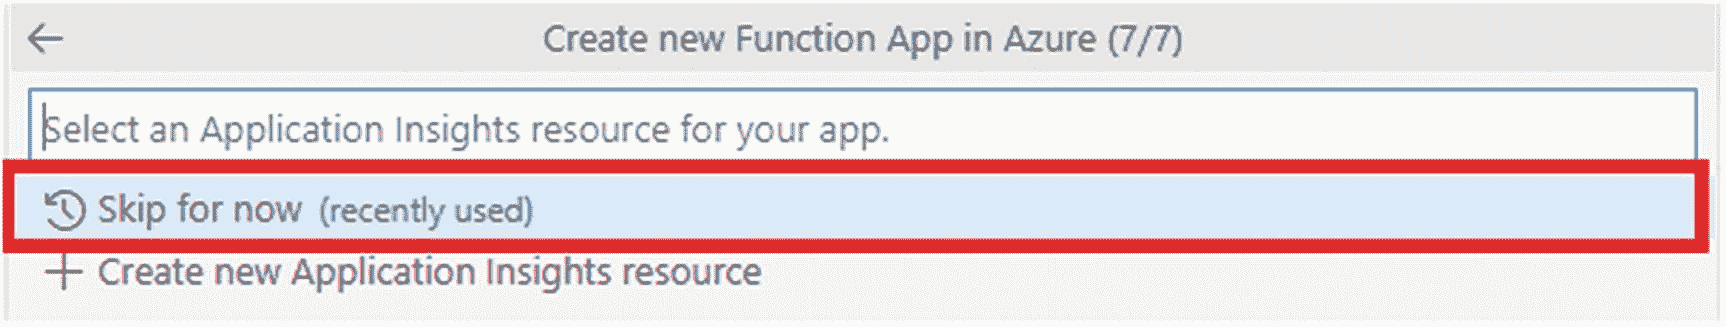 Create new Function App in Azure (7/7)
Select an Application Insights resource for your app.
Skip for now (recently used)
Create new Application Insights resource